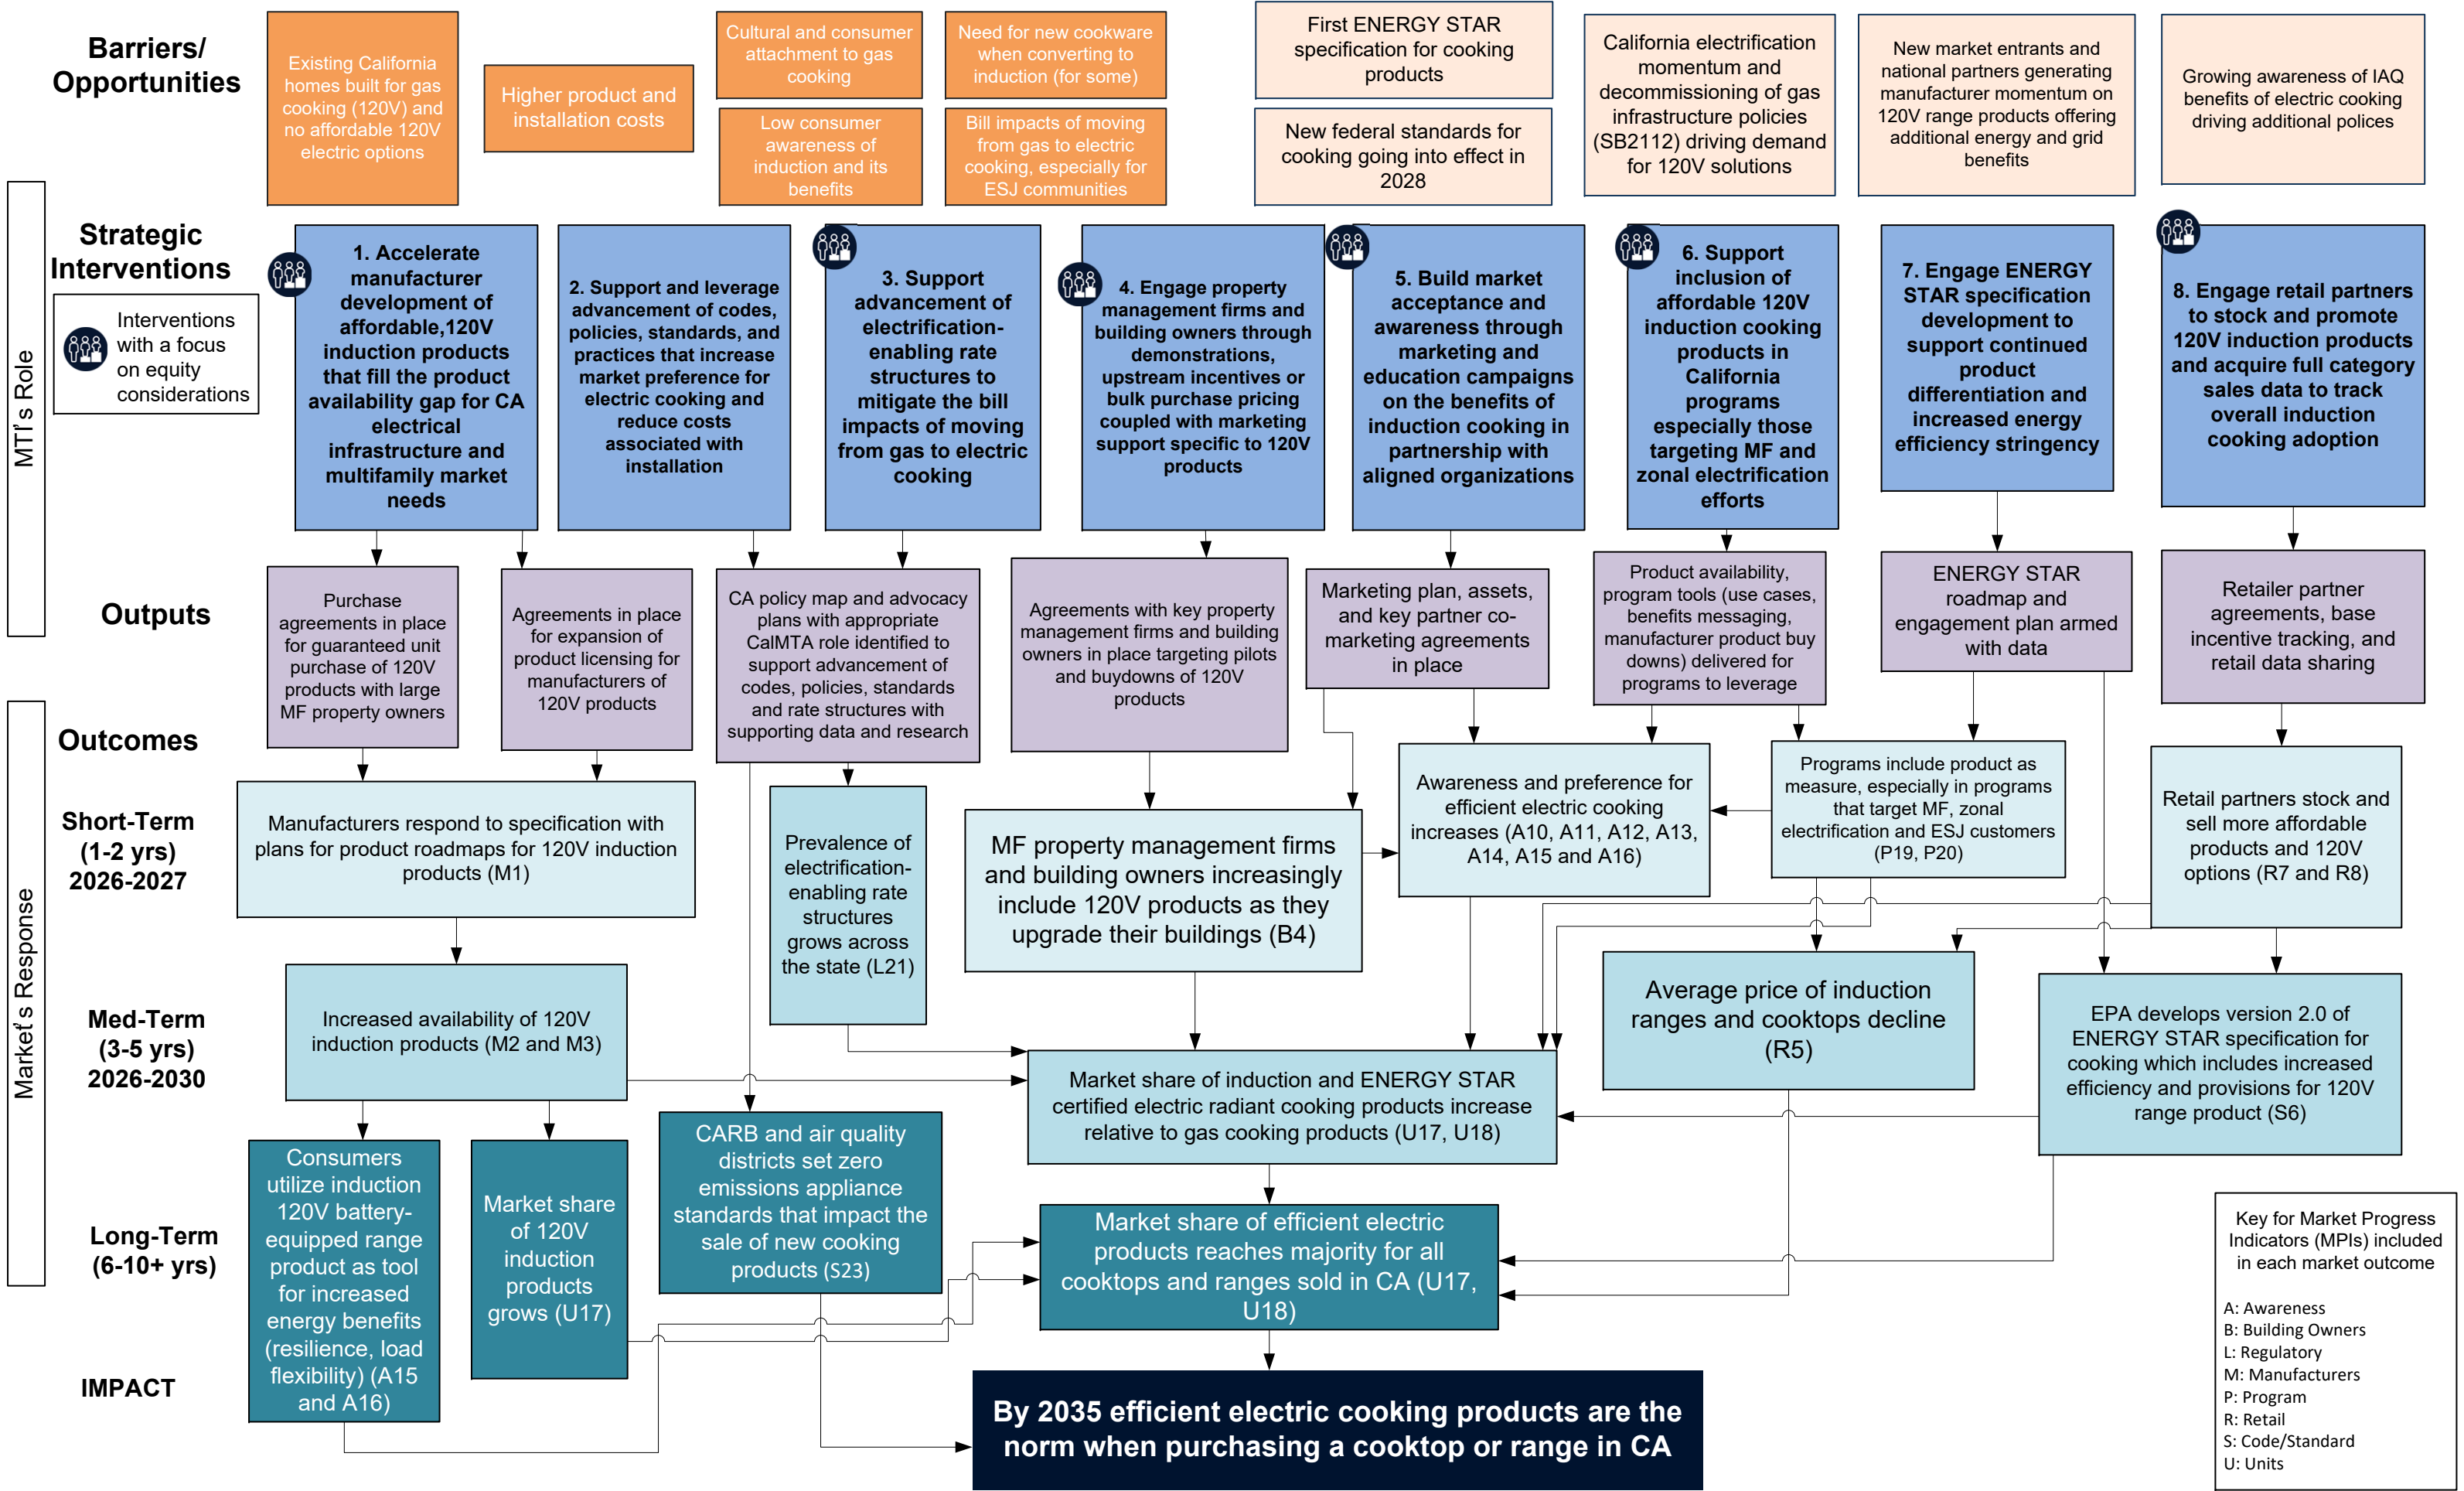 Barriers/
Opportunities
Existing California
homes built for gas
cooking (120V) and
no affordable 120V
electric options
Higher product and
installation costs
Cultural and consumer
attachment to gas
cooking
Low consumer
awareness of
induction and its
benefits
Need for new cookware
when converting to
induction (for some)
Bill impacts of moving
from gas to electric
cooking, especially for
ESJ communities
First ENERGY STAR
specification for cooking
products
New federal standards for
cooking going into effect in
2028
California electrification
momentum and
decommissioning of gas
infrastructure policies
(SB2112) driving demand
for 120V solutions
New market entrants and
national partners generating
manufacturer momentum on
120V range products offering
additional energy and grid
benefits
Growing awareness of IAQ
benefits of electric cooking
driving additional polices
MTI's Role
Strategic
Interventions
Interventions
with a focus
on equity
considerations
1. Accelerate
manufacturer
development of
affordable,120V
induction products
that fill the product
availability gap for CA
electrical
infrastructure and
multifamily market
needs
2. Support and leverage
advancement of codes,
policies, standards, and
practices that increase
market preference for
electric cooking and
reduce costs
associated with
installation
3. Support
advancement of
electrification-
enabling rate
structures to
mitigate the bill
impacts of moving
from gas to electric
cooking
4. Engage property
management firms and
building owners through
demonstrations,
upstream incentives or
bulk purchase pricing
coupled with marketing
support specific to 120V
products
5. Build market
acceptance and
awareness through
marketing and
education campaigns
on the benefits of
induction cooking in
partnership with
aligned organizations
6. Support
inclusion of
affordable 120V
induction cooking
products in
California
programs
especially those
targeting MF and
zonal electrification
efforts
7. Engage ENERGY
STAR specification
development to
support continued
product
differentiation and
increased energy
efficiency stringency
8. Engage retail partners
to stock and promote
120V induction products
and acquire full category
sales data to track
overall induction
cooking adoption
Outputs
Purchase
agreements in place
for guaranteed unit
purchase of 120V
products with large
MF property owners
Agreements in place
for expansion of
product licensing for
manufacturers of
120V products
CA policy map and advocacy
plans with appropriate
CalMTA role identified to
support advancement of
codes, policies, standards
and rate structures with
supporting data and research
Agreements with key property
management firms and building
owners in place targeting pilots
and buydowns of 120V
products
Marketing plan, assets,
and key partner co-
marketing agreements
in place
Product availability,
program tools (use cases,
benefits messaging,
manufacturer product buy
downs) delivered for
programs to leverage
ENERGY STAR
roadmap and
engagement plan armed
with data
Retailer partner
agreements, base
incentive tracking, and
retail data sharing
Market's Response
Outcomes
Short-Term
(1-2 yrs)
2026-2027
Manufacturers respond to specification with
plans for product roadmaps for 120V induction
products (M1)
Prevalence of
electrification-
enabling rate
structures
grows across
the state (L21)
MF property management firms
and building owners increasingly
include 120V products as they
upgrade their buildings (B4)
Awareness and preference for
efficient electric cooking
increases (A10, A11, A12, A13,
A14, A15 and A16)
Programs include product as
measure, especially in programs
that target MF, zonal
electrification and ESJ customers
(P19, P20)
Retail partners stock and
sell more affordable
products and 120V
options (R7 and R8)
Med-Term
(3-5 yrs)
2026-2030
Increased availability of 120V
induction products (M2 and M3)
Market share of induction and ENERGY STAR
certified electric radiant cooking products increase
relative to gas cooking products (U17, U18)
Average price of induction
ranges and cooktops decline
(R5)
EPA develops version 2.0 of
ENERGY STAR specification for
cooking which includes increased
efficiency and provisions for 120V
range product (S6)
Long-Term
(6-10+ yrs)
Consumers
utilize induction
120V battery-
equipped range
product as tool
for increased
energy benefits
(resilience, load
flexibility) (A15
and A16)
Market share
of 120V
induction
products
grows (U17)
CARB and air quality
districts set zero
emissions appliance
standards that impact the
sale of new cooking
products (S23)
Market share of efficient electric
products reaches majority for all
cooktops and ranges sold in CA (U17,
U18)
IMPACT
By 2035 efficient electric cooking products are the
norm when purchasing a cooktop or range in CA
Key for Market Progress
Indicators (MPIs) included
in each market outcome
A: Awareness
B: Building Owners
L: Regulatory
M: Manufacturers
P: Program
R: Retail
S: Code/Standard
U: Units